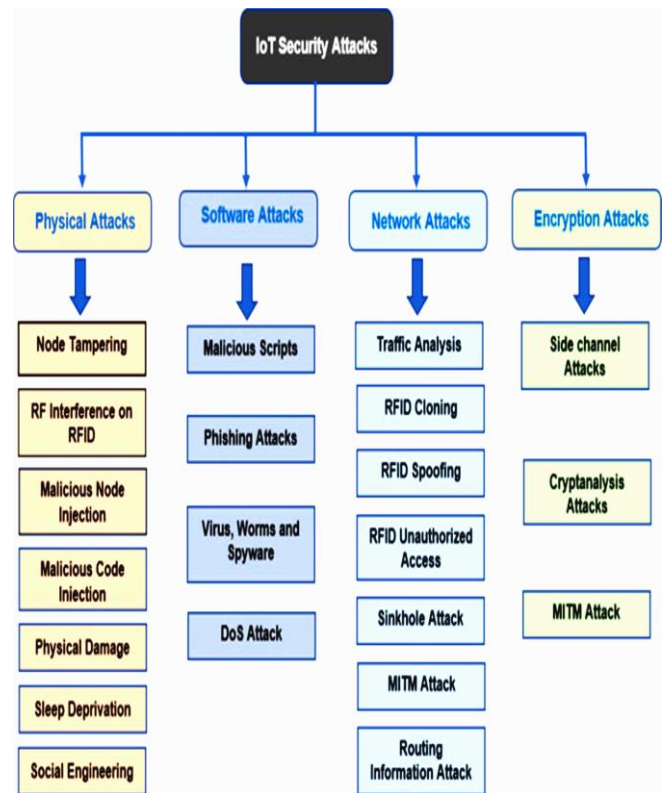 IoT Security Attacks
Physical Attacks
Software Attacks
Network Attacks
Encryption Attacks
Node Tampering
RF Interference on
RFID
Malicious Node
Injection
Malicious Code
Injection
Physical Damage
Sleep Deprivation
Social Engineering
Malicious Scripts
Phishing Attacks
Virus, Worms and
Spyware
DoS Attack
Traffic Analysis
RFID Cloning
RFID Spoofing
RFID Unauthorized
Access
Sinkhole Attack
MITM Attack
Routing
Information Attack
Side channel
Attacks
Cryptanalysis
Attacks
MITM Attack